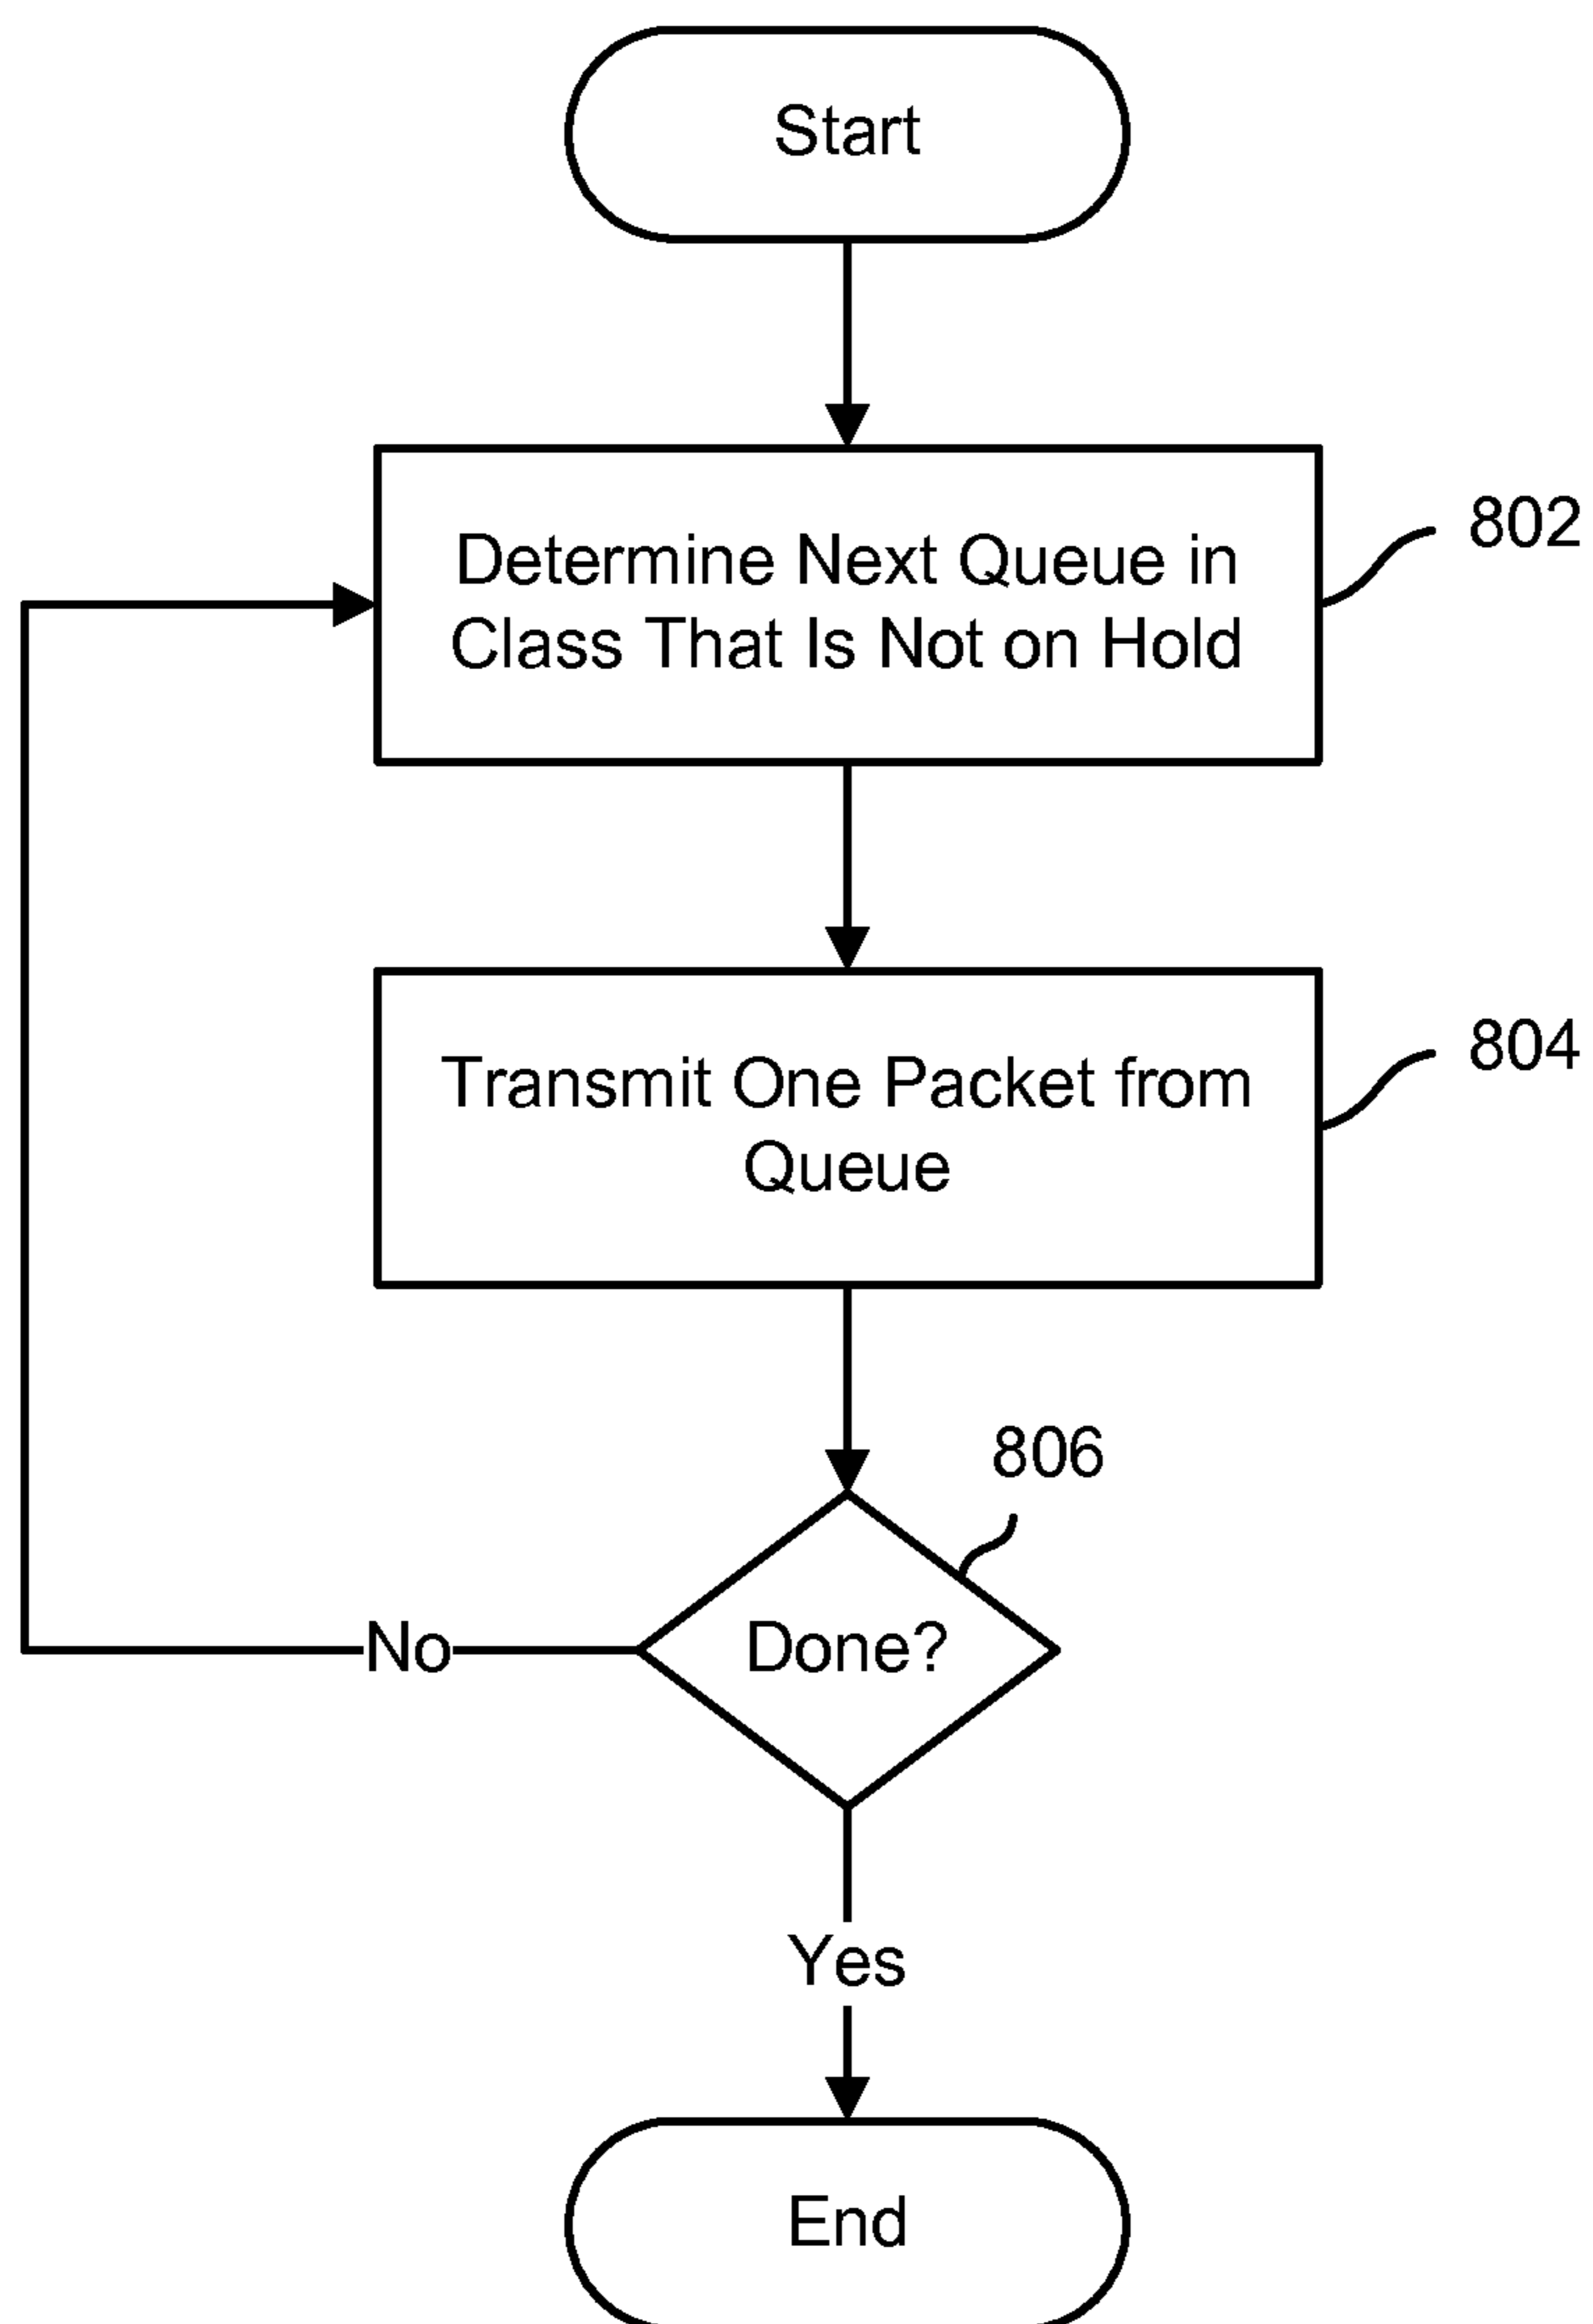 Start
Determine Next Queue in
Class That Is Not on Hold
802
Transmit One Packet from
Queue
804
806
Done?
No
Yes
End